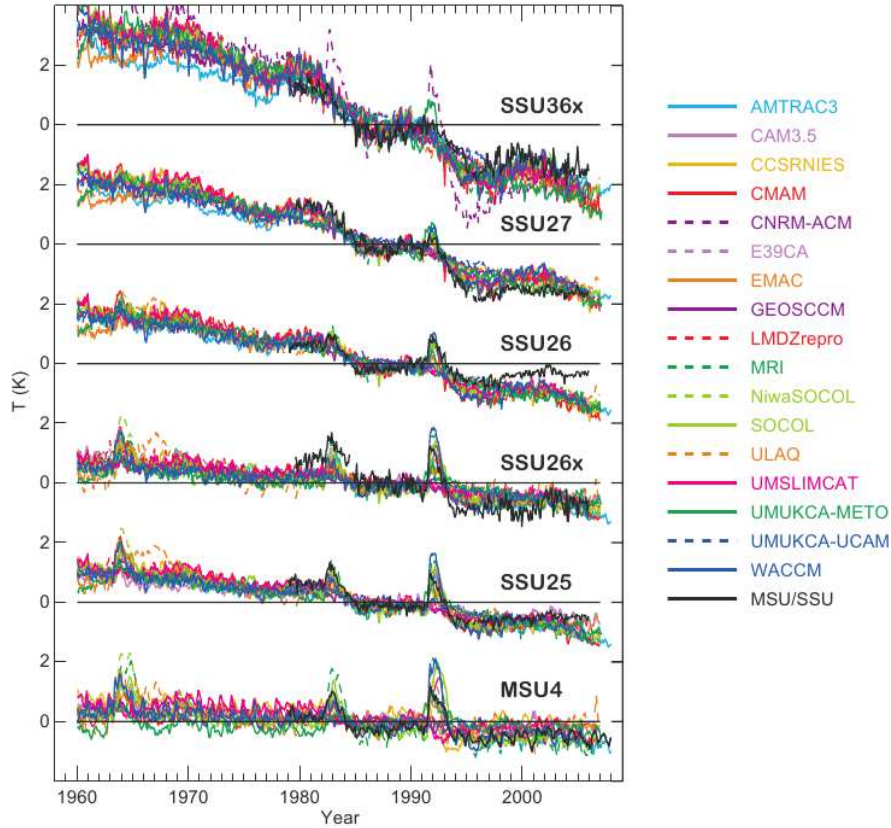 2
0
SSU36x
2
0
SSU27
2
0
SSU26
2
0
SSU26x
2
0
SSU25
2
0
MSU4
T (K)
1960 1970 1980 1990 2000
Year
AMTRAC3
CAM3.5
CCSRNIES
CMAM
CNRM-ACM
E39CA
EMAC
GEOSCCM
LMDZrepro
MRI
NiwaSOCOL
SOCOL
ULAQ
UMSLIMCAT
UMUKCA-METO
UMUKCA-UCAM
WACCM
MSU/SSU